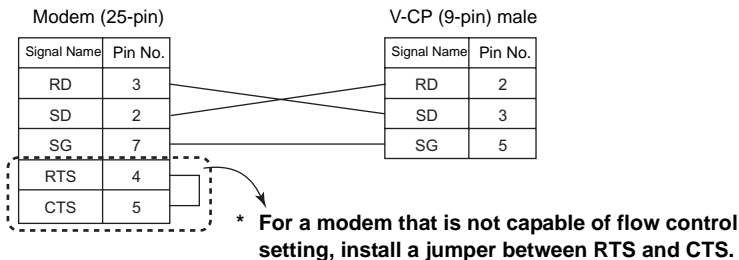 Modem (25-pin) V-CP (9-pin) male
Signal Name Pin No. Signal Name Pin No.
RD 3 RD 2
SD 2 SD 3
SG 7 SG 5
RTS 4
CTS 5
* For a modem that is not capable of flow control
setting, install a jumper between RTS and CTS.